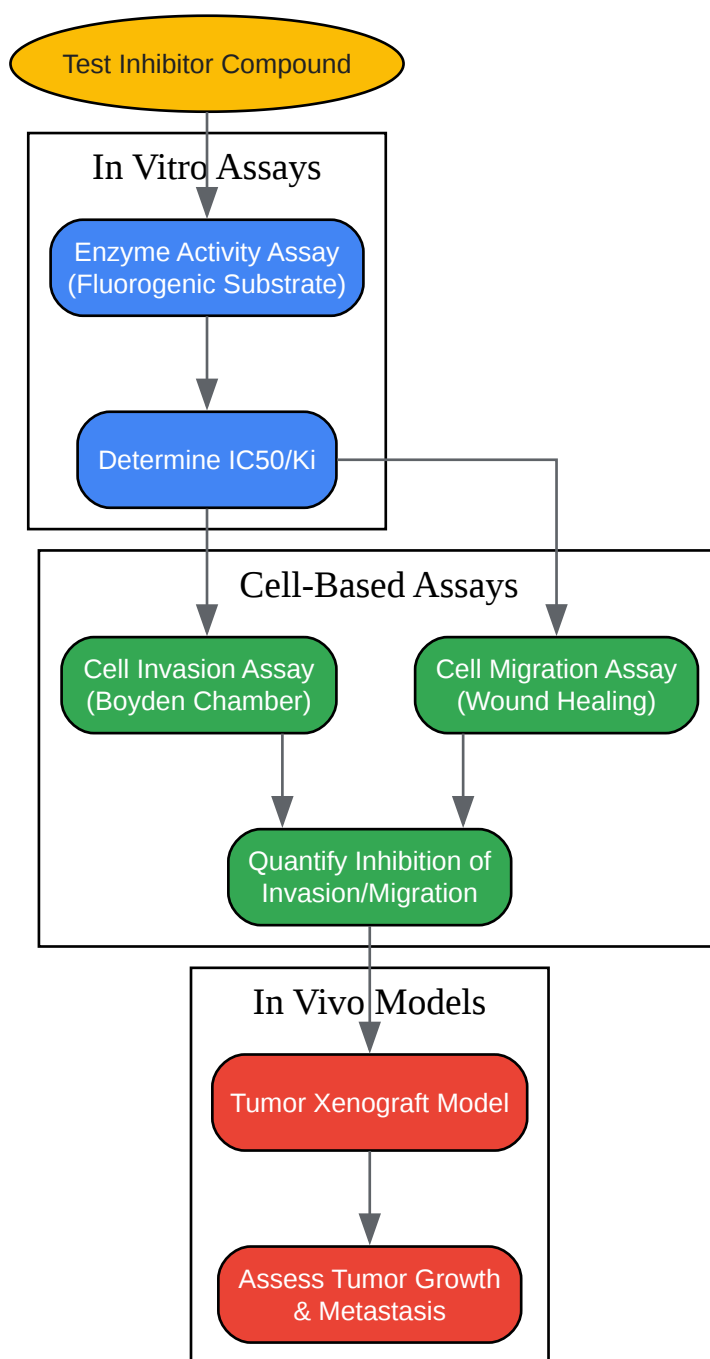 Test Inhibitor Compound
In Vitro Assays
Enzyme Activity Assay
(Fluorogenic Substrate)
Determine IC50/Ki
Cell-Based Assays
Cell Invasion Assay
(Boyden Chamber)
Cell Migration Assay
(Wound Healing)
Quantify Inhibition of
Invasion/Migration
In Vivo Models
Tumor Xenograft Model
Assess Tumor Growth
& Metastasis